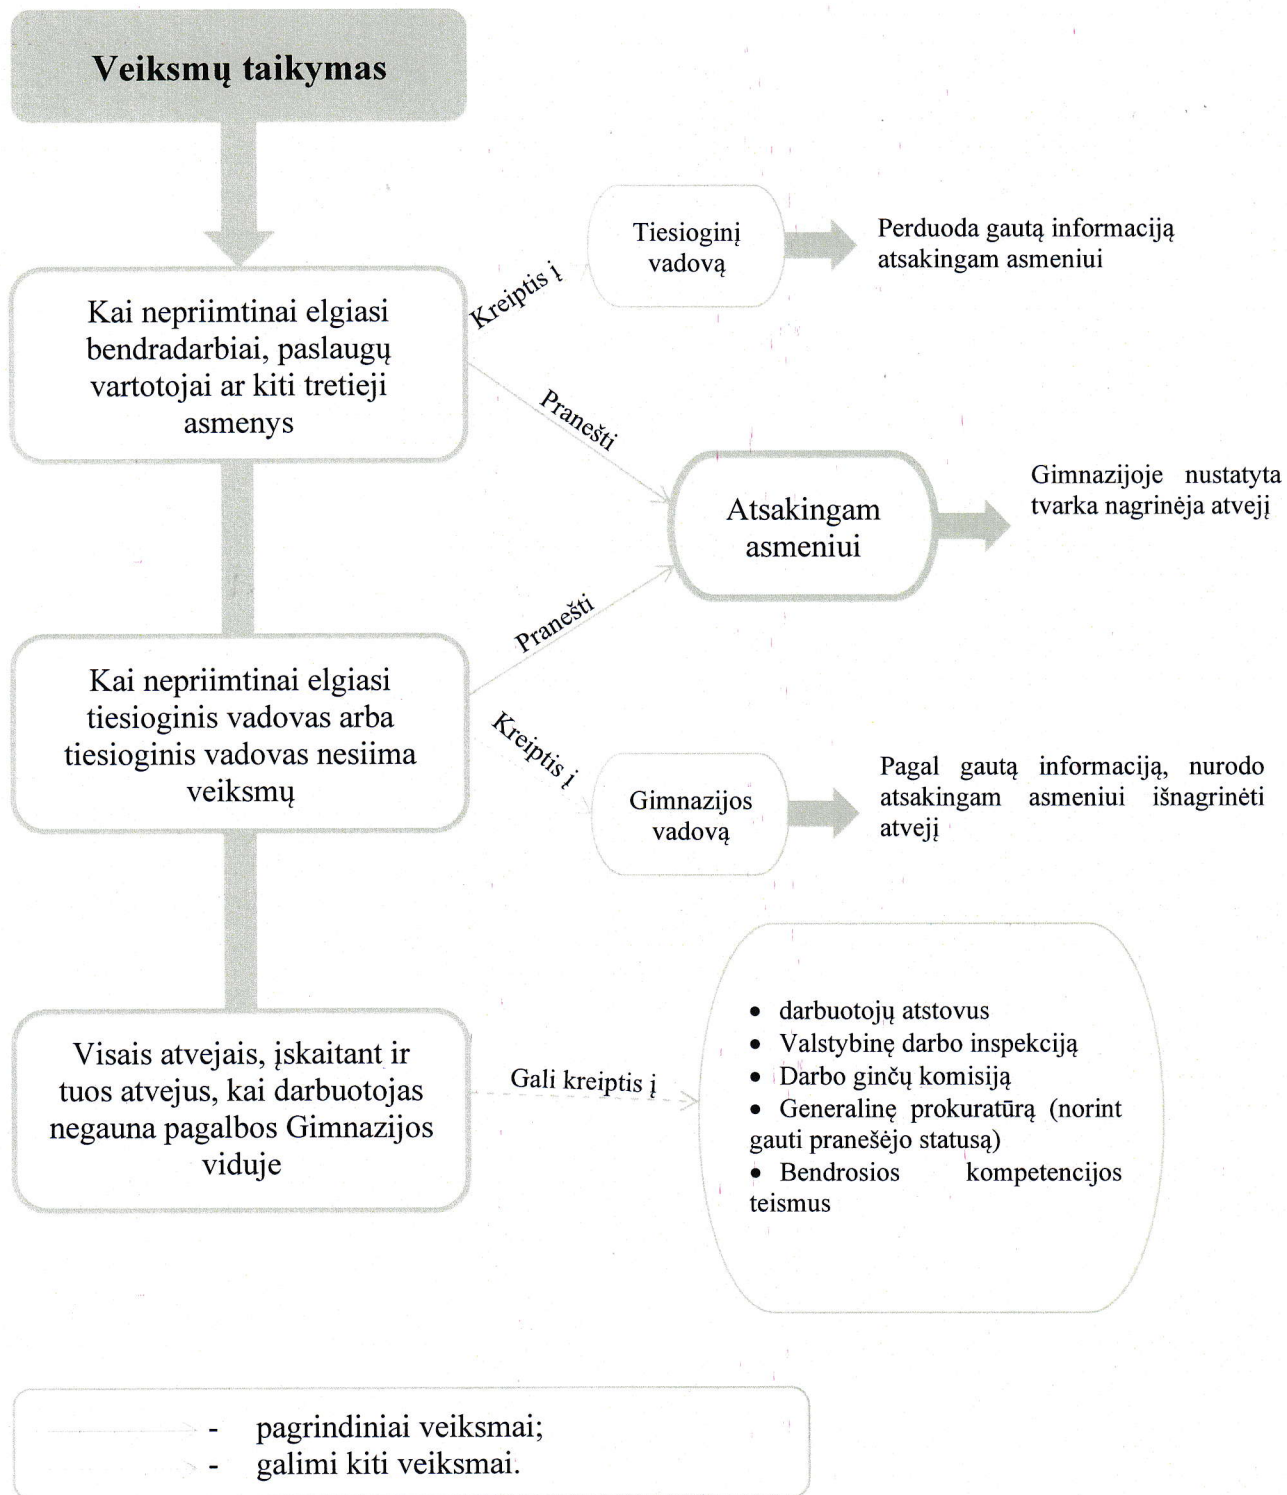 Veiksmų taikymas
Kai nepriimtinai elgiasi
bendradarbiai, paslaugų
vartotojai ar kiti tretieji
asmenys
Kreiptis į
Tiesioginį
vadovą
Perduoda gautą informaciją
atsakingam asmeniui
Pranešti
Atsakingam
asmeniui
Gimnazijoje nustatyta
tvarka nagrinėja atvejį
Pranešti
Kai nepriimtinai elgiasi
tiesioginis vadovas arba
tiesioginis vadovas nesiima
veiksmų
Kreiptis į
Gimnazijos
vadovą
Pagal gautą informaciją, nurodo
atsakingam asmeniui išnagrinėti
atvejį
Visais atvejais, įskaitant ir
tuos atvejus, kai darbuotojas
negauna pagalbos Gimnazijos
viduje
Gali kreiptis į
• darbuotojų atstovus
• Valstybinę darbo inspekciją
• Darbo ginčų komisiją
• Generalinę prokuratūrą (norint
gauti pranešėjo statusą)
• Bendrosios kompetencijos
teismus
- pagrindiniai veiksmai;
- galimi kiti veiksmai.